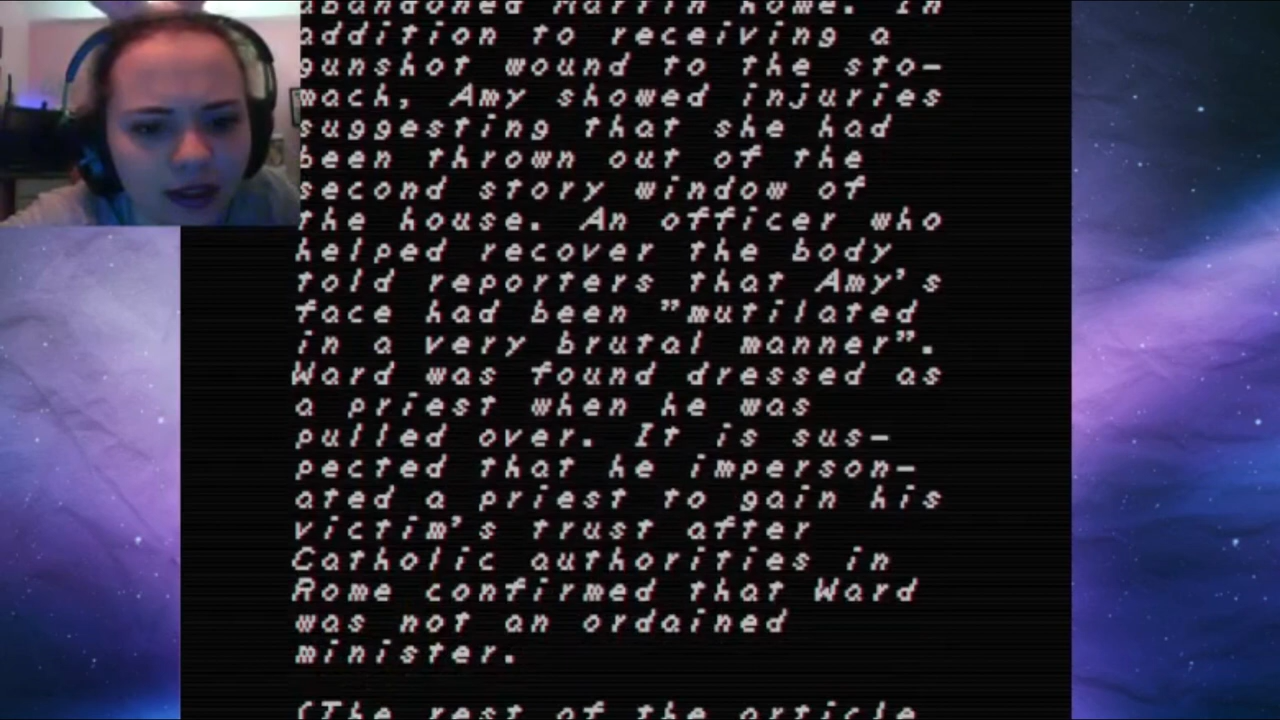 abandoned Martin home. In
addition to receiving a
gunshot wound to the sto-
mach, Amy showed injuries
suggesting that she had
been thrown out of the
second story window of
the house. An officer who
helped recover the body
told reporters that Amy's
face had been "mutilated
in a very brutal manner".
Ward was found dressed as
a priest when he was
pulled over. It is sus-
pected that he imperson-
ated a priest to gain his
victim's trust after
Catholic authorities in
Rome confirmed that Ward
was not an ordained
minister.
(The rest of the article